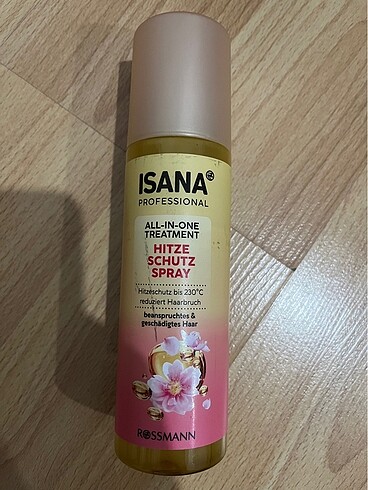 ISANA
PROFESSIONAL
ALL-IN-ONE
TREATMENT
HITZE
SCHUTZ
SPRAY
Hitzeschutz bis 230°C
reduziert Haarbruch
beanspruchtes &
geschädigtes Haar
ROSSMANN